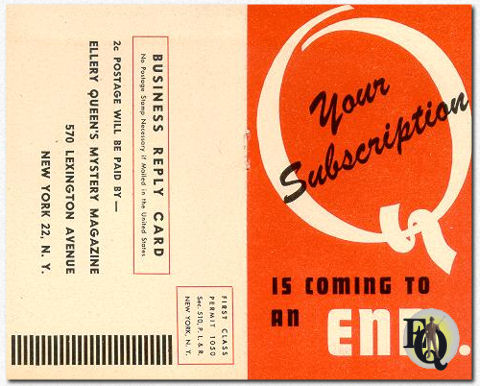 BUSINESS REPLY CARD
No Postage Stamp Necessary if Mailed in the United States.
2c POSTAGE WILL BE PAID BY —
ELLERY QUEEN'S MYSTERY MAGAZINE
570 LEXINGTON AVENUE
NEW YORK 22, N. Y.
FIRST CLASS
PERMIT 1050
Sec. 510, P. L. & R.
NEW YORK, N. Y.
Q
Your
Subscription
IS COMING TO
AN END.
EQ